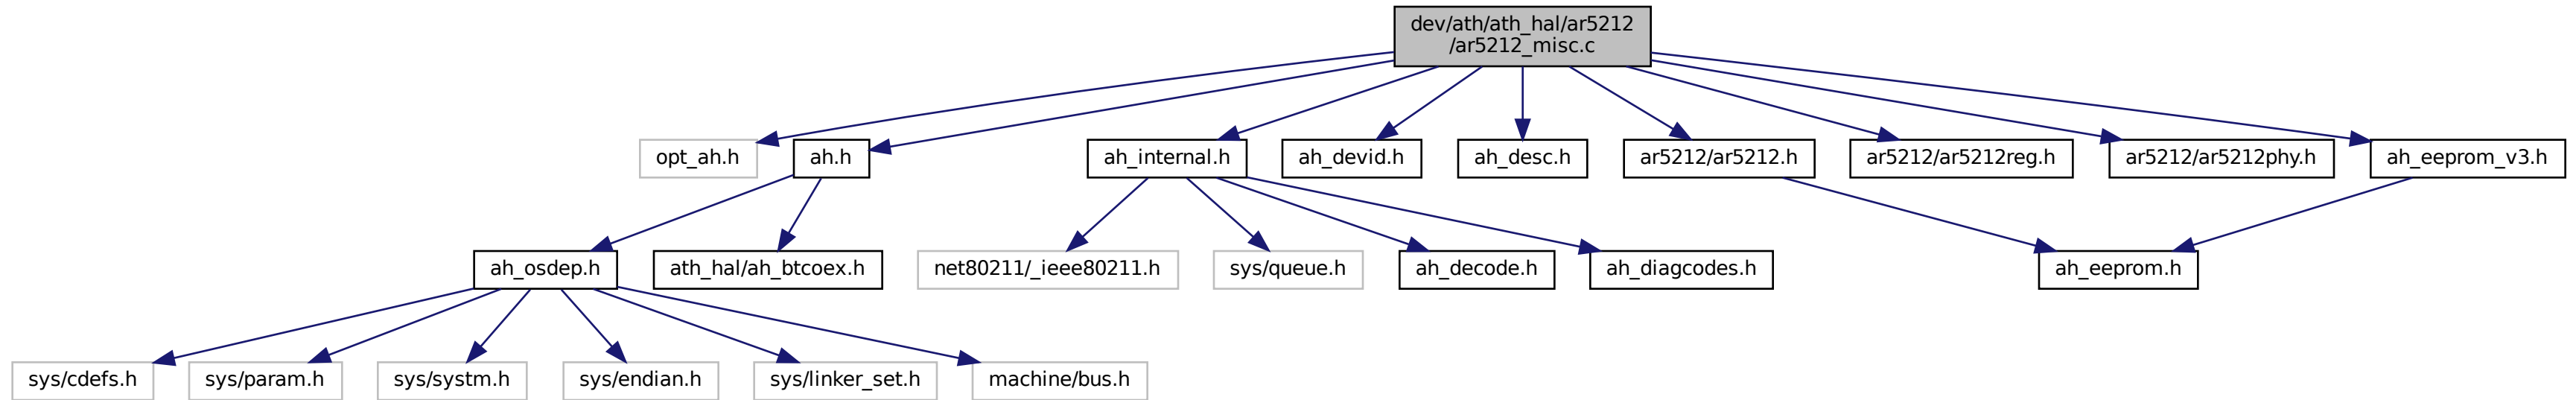 dev/ath/ath_hal/ar5212
/ar5212_misc.c
opt_ah.h
ah.h
ah_internal.h
ah_devid.h
ah_desc.h
ar5212/ar5212.h
ar5212/ar5212reg.h
ar5212/ar5212phy.h
ah_eeprom_v3.h
ah_osdep.h
ath_hal/ah_btcoex.h
net80211/_ieee80211.h
sys/queue.h
ah_decode.h
ah_diagcodes.h
ah_eeprom.h
sys/cdefs.h
sys/param.h
sys/systm.h
sys/endian.h
sys/linker_set.h
machine/bus.h